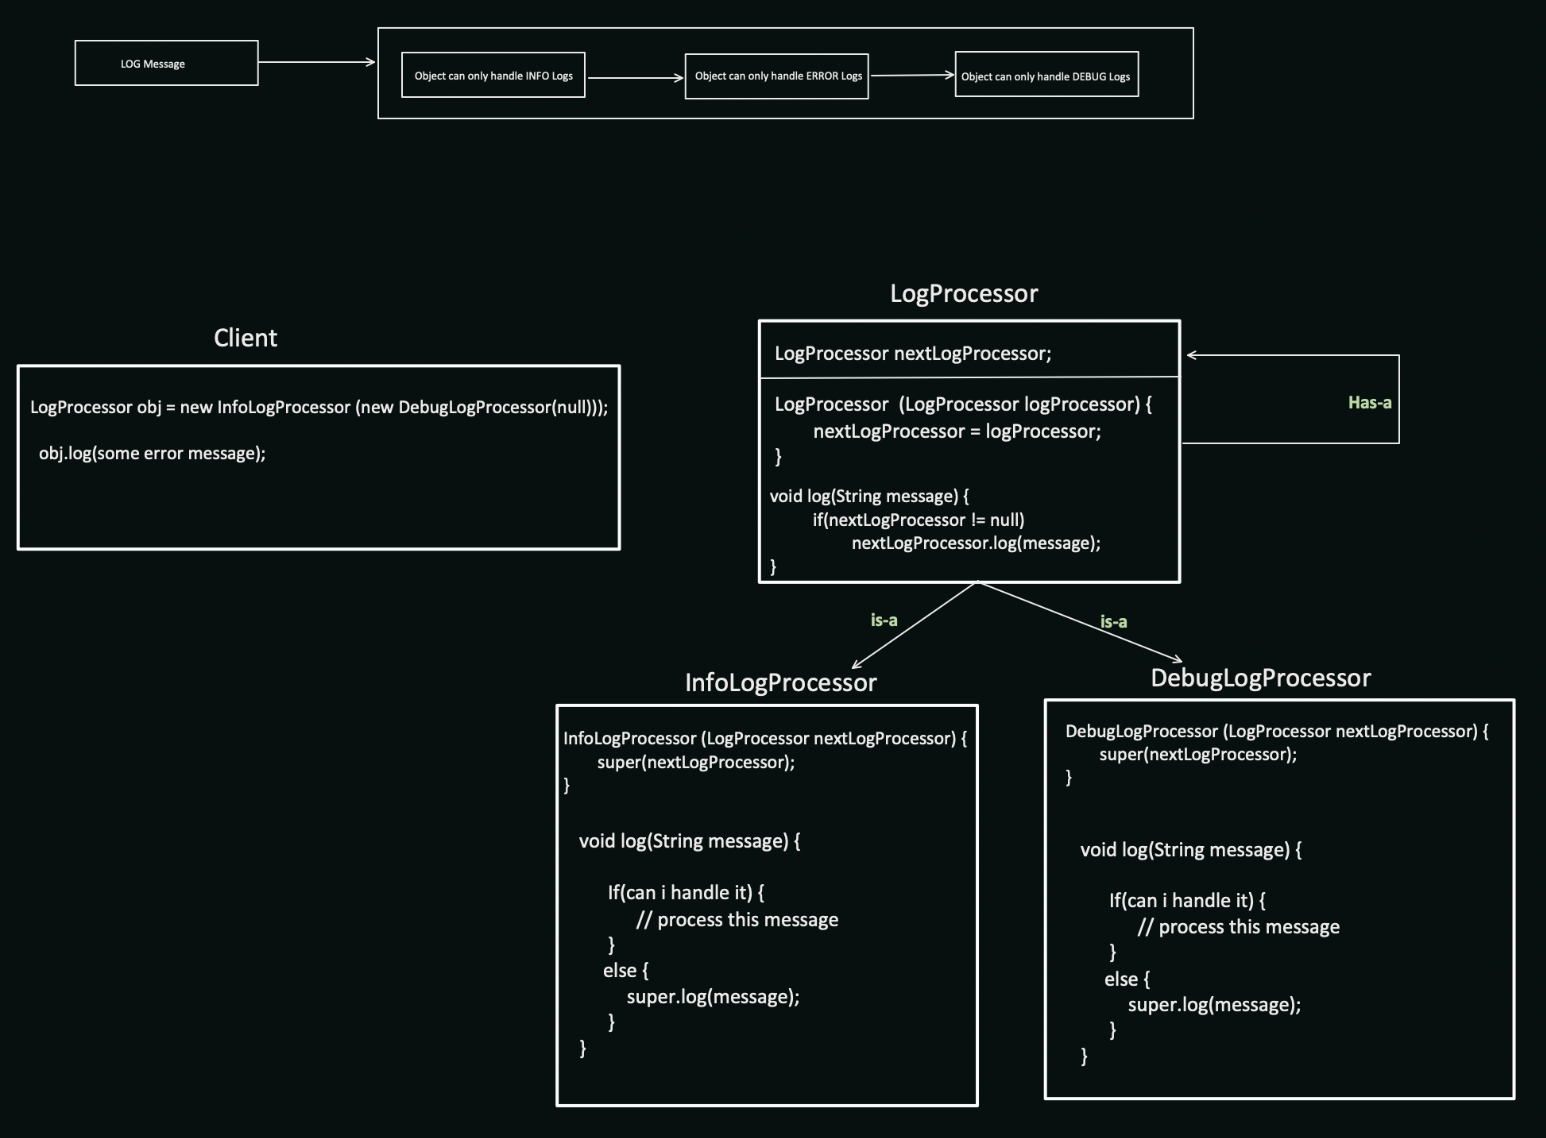 LOG Message
Object can only handle INFO Logs
Object can only handle ERROR Logs
Object can only handle DEBUG Logs
Client
LogProcessor obj = new InfoLogProcessor (new DebugLogProcessor(null)));
obj.log(some error message);
LogProcessor
LogProcessor nextLogProcessor;
LogProcessor (LogProcessor logProcessor) {
nextLogProcessor = logProcessor;
}
void log(String message) {
if(nextLogProcessor != null)
nextLogProcessor.log(message);
}
Has-a
is-a
is-a
InfoLogProcessor
InfoLogProcessor (LogProcessor nextLogProcessor) {
super(nextLogProcessor);
}
void log(String message) {
If(can i handle it) {
// process this message
}
else {
super.log(message);
}
}
DebugLogProcessor
DebugLogProcessor (LogProcessor nextLogProcessor) {
super(nextLogProcessor);
}
void log(String message) {
If(can i handle it) {
// process this message
}
else {
super.log(message);
}
}